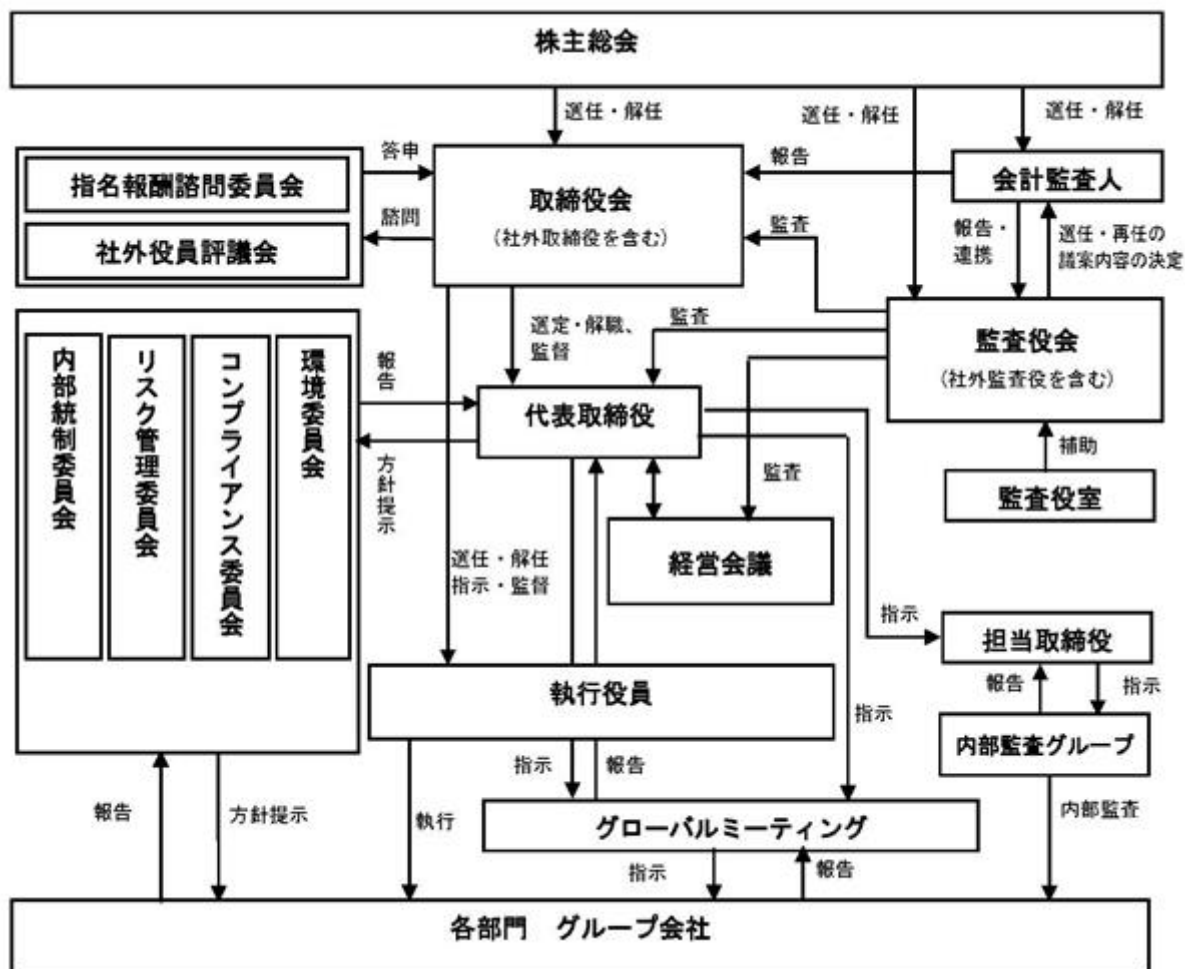 株主総会
選任・解任
選任・解任
選任・解任
答申
報告
指名報酬諮問委員会
取締役会
会計監査人
諮問
監査
社外役員評議会
(社外取締役を含む)
報告・
連携
選任・再任の
議案内容の決定
選定・解職、
監督
監査
監査役会
(社外監査役を含む)
内部統制委員会
リスク管理委員会
コンプライアンス委員会
環境委員会
報告
代表取締役
方針提示
監査
補助
監査役室
経営会議
選任・解任
指示・監督
指示
担当取締役
執行役員
報告
指示
指示
内部監査グループ
指示
報告
報告
方針提示
執行
内部監査
グローバルミーティング
指示
報告
各部門　グループ会社